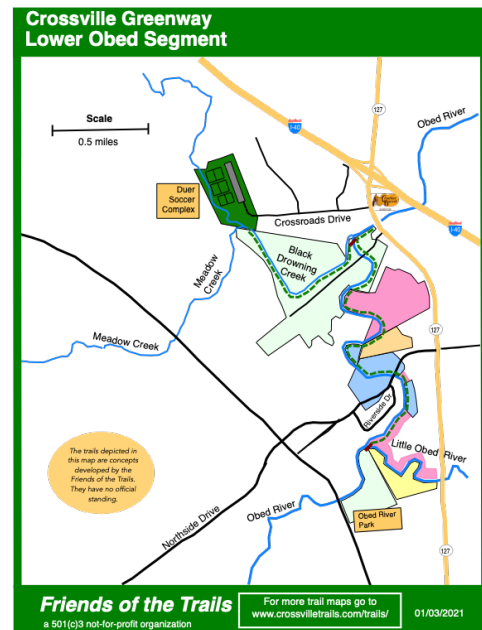 Crossville Greenway
Lower Obed Segment
Scale
0.5 miles
127
I-40
Obed River
Duer
Soccer
Complex
Crossroads Drive
I-40
Black
Drowning
Creek
Meadow
Creek
Meadow Creek
127
Riverside Dr.
The trails depicted in
this map are concepts
developed by the
Friends of the Trails.
They have no official
standing.
Little Obed River
Northside Drive
Obed River
Obed River
Park
127
Friends of the Trails
a 501(c)3 not-for-profit organization
For more trail maps go to
www.crossvilletrails.com/trails/
01/03/2021